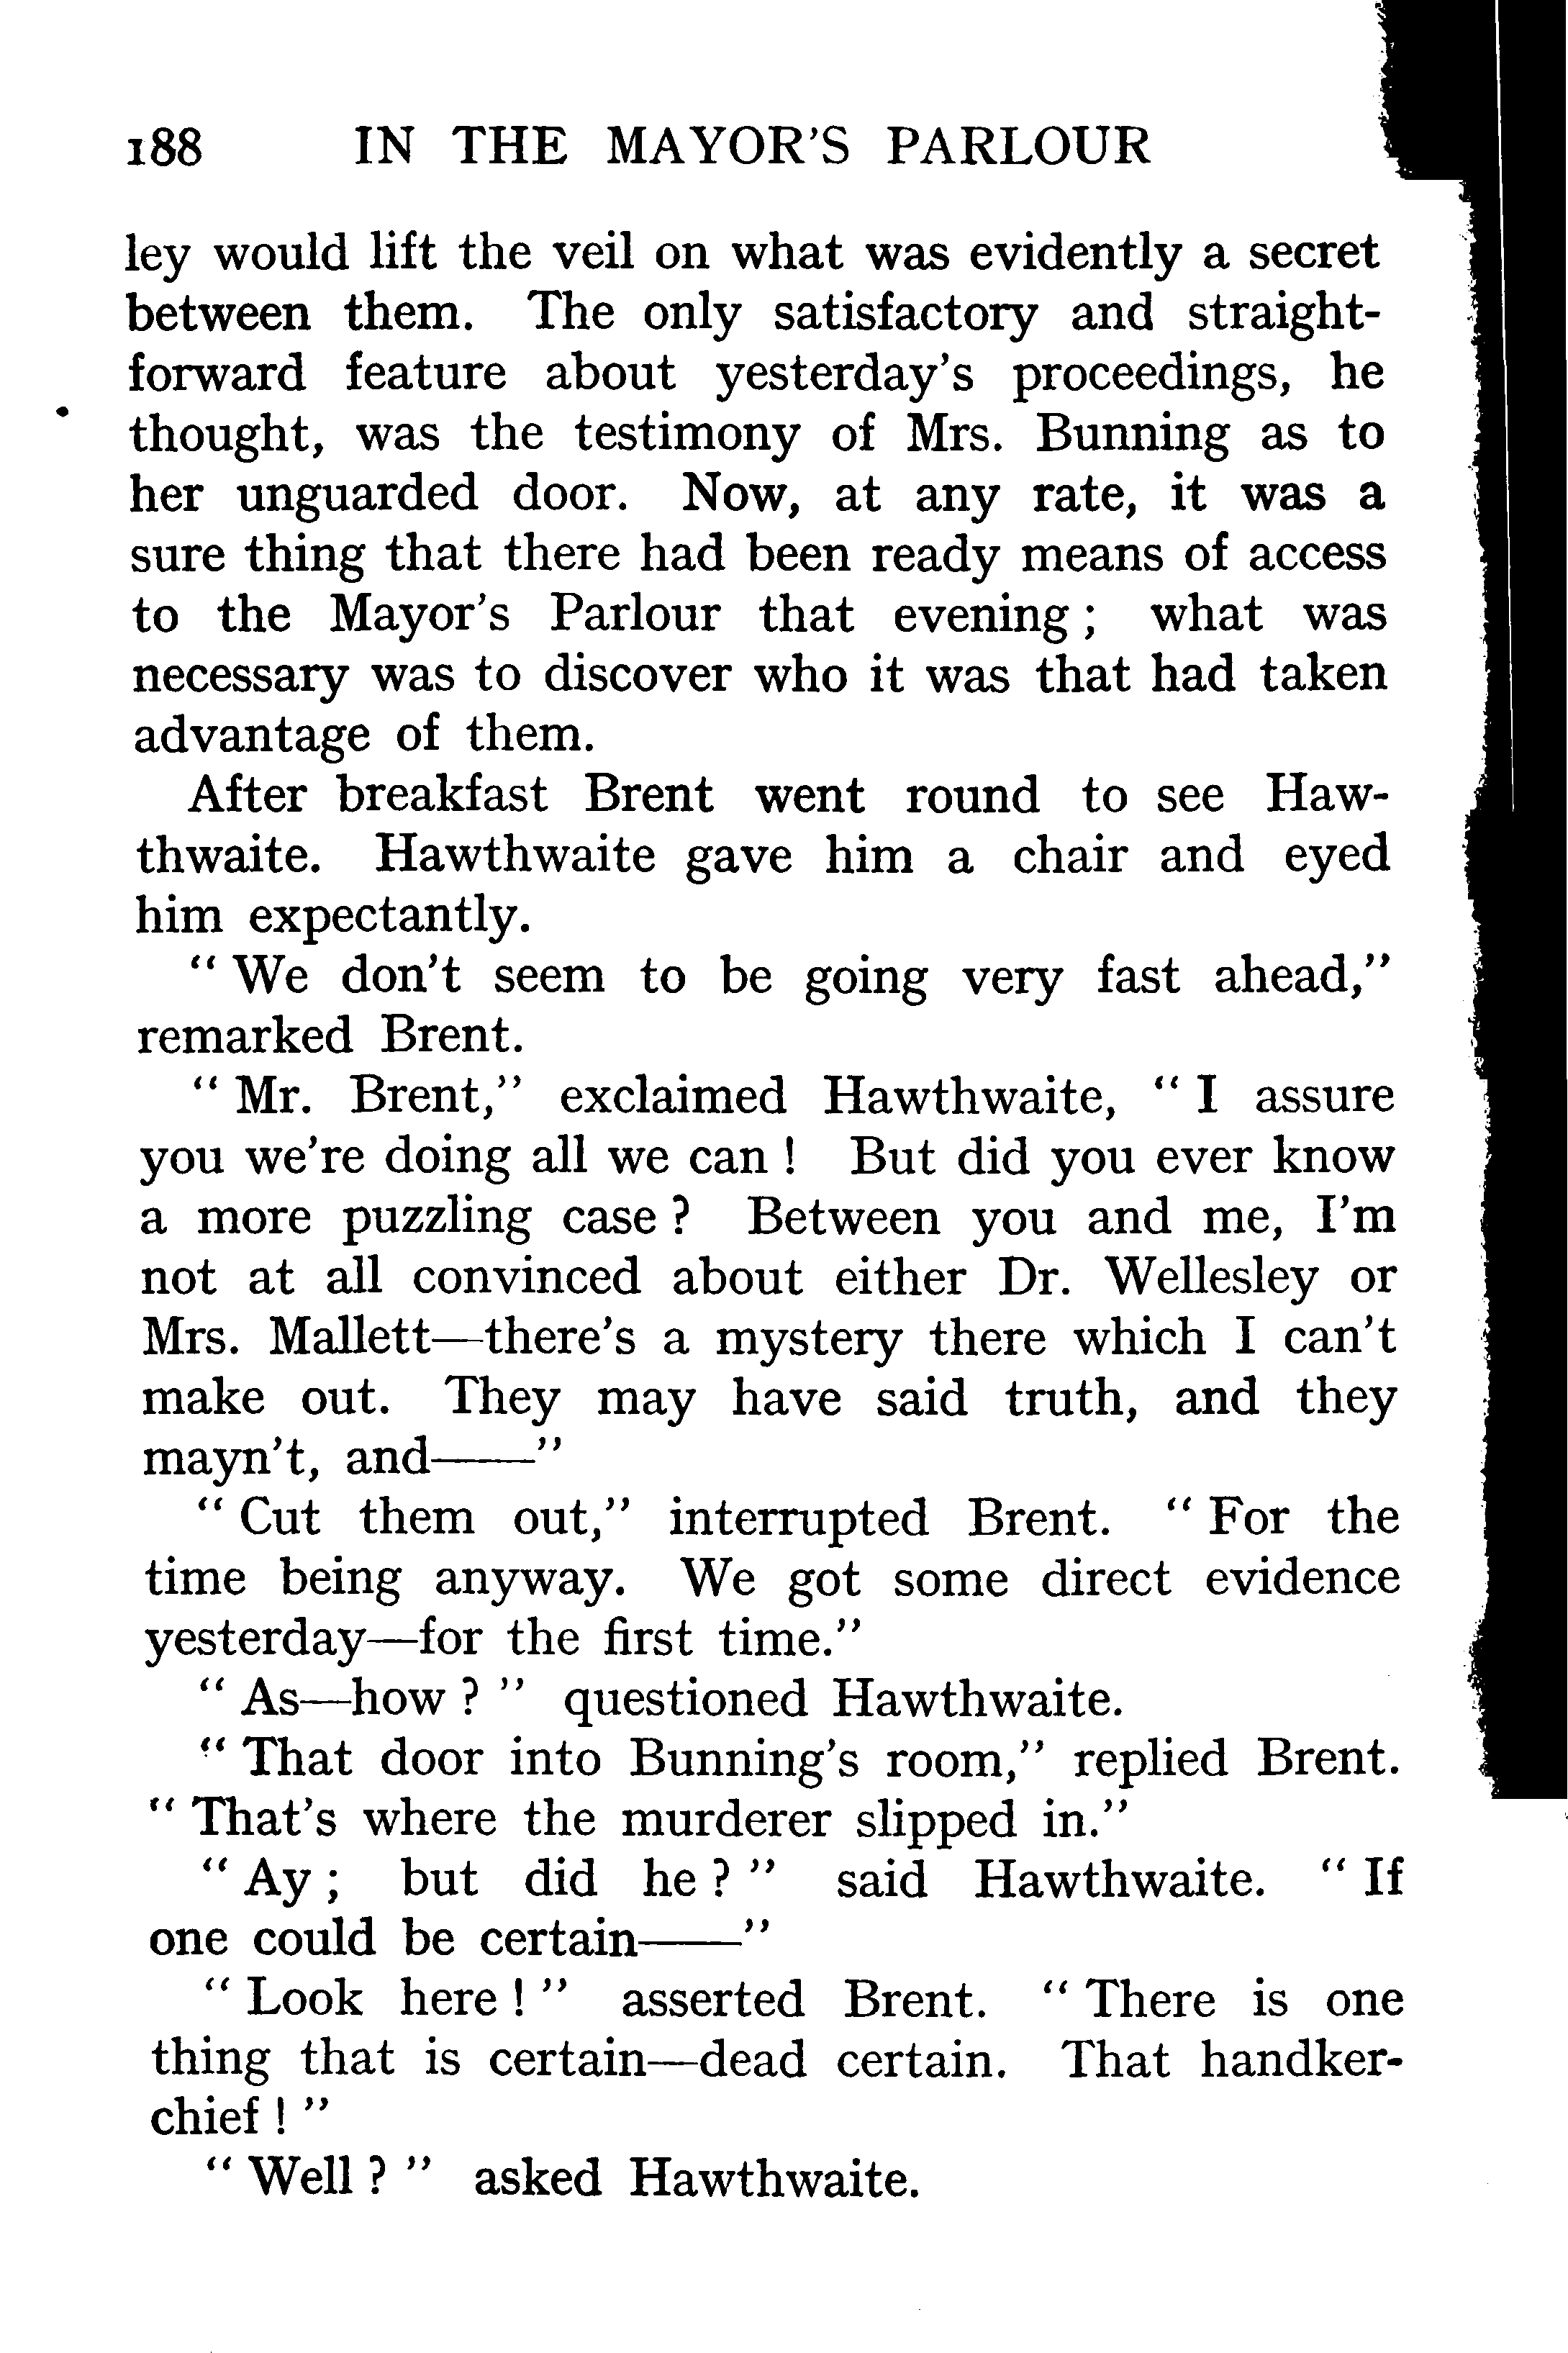 188 IN THE MAYOR'S PARLOUR
ley would lift the veil on what was evidently a secret
between them. The only satisfactory and straight-
forward feature about yesterday's proceedings, he
thought, was the testimony of Mrs. Bunning as to
her unguarded door. Now, at any rate, it was a
sure thing that there had been ready means of access
to the Mayor's Parlour that evening; what was
necessary was to discover who it was that had taken
advantage of them.
After breakfast Brent went round to see Haw-
thwaite. Hawthwaite gave him a chair and eyed
him expectantly.
"We don't seem to be going very fast ahead,"
remarked Brent.
"Mr. Brent," exclaimed Hawthwaite, "I assure
you we're doing all we can! But did you ever know
a more puzzling case? Between you and me, I'm
not at all convinced about either Dr. Wellesley or
Mrs. Mallett—there's a mystery there which I can't
make out. They may have said truth, and they
mayn't, and——"
"Cut them out," interrupted Brent. "For the
time being anyway. We got some direct evidence
yesterday—for the first time."
"As—how?" questioned Hawthwaite.
"That door into Bunning's room," replied Brent.
"That's where the murderer slipped in."
"Ay; but did he?" said Hawthwaite. "If
one could be certain——"
"Look here!" asserted Brent. "There is one
thing that is certain—dead certain. That handker-
chief!"
"Well?" asked Hawthwaite.